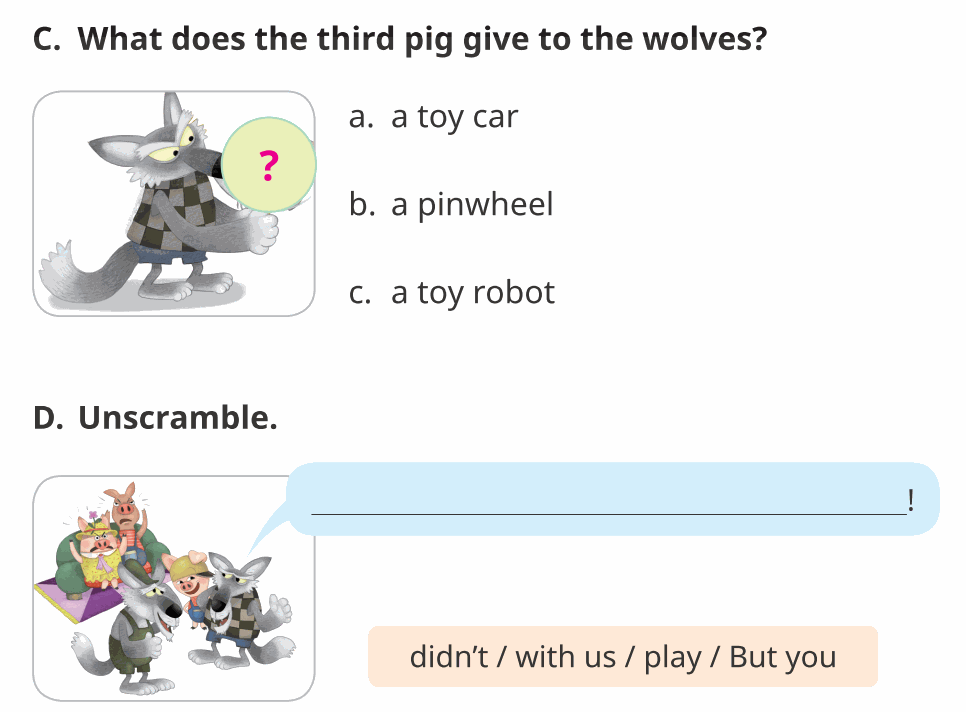 C. What does the third pig give to the wolves?
a. a toy car
?
b. a pinwheel
c. a toy robot
D. Unscramble.
______________________________!
didn’t / with us / play / But you